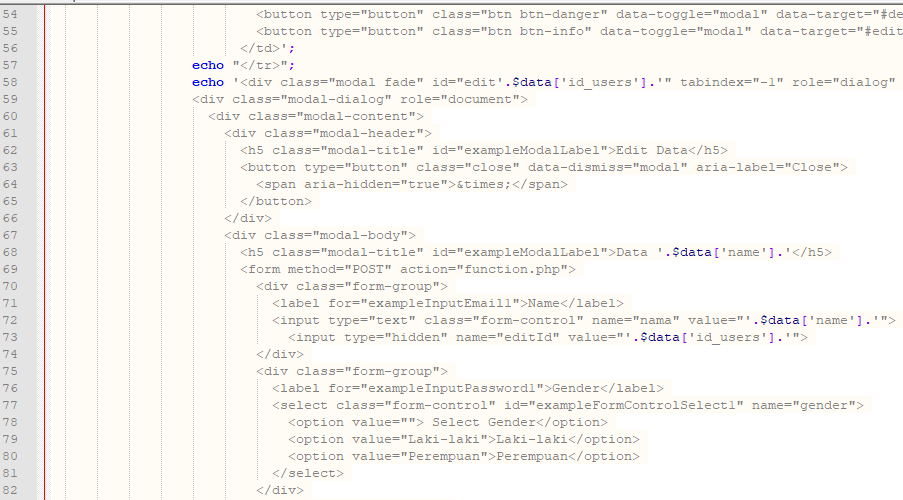 54 <button type="button" class="btn btn-danger" data-toggle="modal" data-target="#de
55 <button type="button" class="btn btn-info" data-toggle="modal" data-target="#edit
56 </td>';
57 echo "</tr>";
58 echo '<div class="modal fade" id="edit'.$data['id_users'].'" tabindex="-1" role="dialog"
59 <div class="modal-dialog" role="document">
60 <div class="modal-content">
61 <div class="modal-header">
62 <h5 class="modal-title" id="exampleModalLabel">Edit Data</h5>
63 <button type="button" class="close" data-dismiss="modal" aria-label="Close">
64 <span aria-hidden="true">&times;</span>
65 </button>
66 </div>
67 <div class="modal-body">
68 <h5 class="modal-title" id="exampleModalLabel">Data '.$data['name'].'</h5>
69 <form method="POST" action="function.php">
70 <div class="form-group">
71 <label for="exampleInputEmail1">Name</label>
72 <input type="text" class="form-control" name="nama" value="'.$data['name'].'">
73 <input type="hidden" name="editId" value="'.$data['id_users'].'">
74 </div>
75 <div class="form-group">
76 <label for="exampleInputPassword1">Gender</label>
77 <select class="form-control" id="exampleFormControlSelect1" name="gender">
78 <option value=""> Select Gender</option>
79 <option value="Laki-laki">Laki-laki</option>
80 <option value="Perempuan">Perempuan</option>
81 </select>
82 </div>